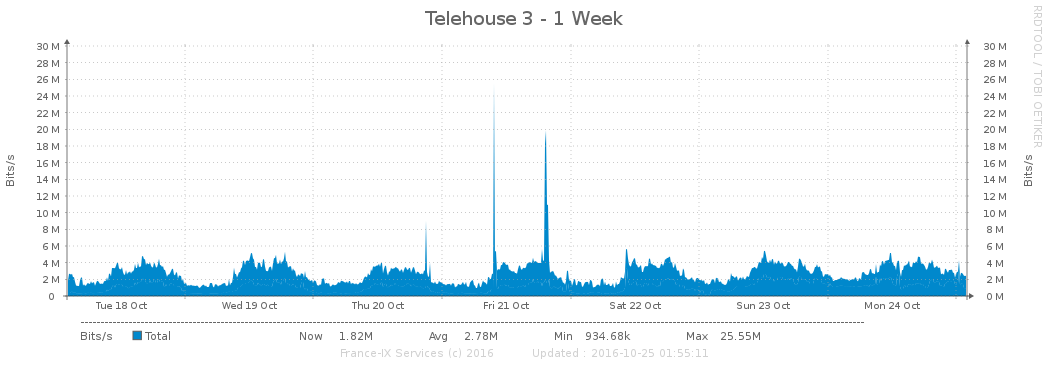 Telehouse 3 - 1 Week
RRDTOOL / TOBI OETIKER
Bits/s
30 M 30 M
28 M 28 M
26 M 26 M
24 M 24 M
22 M 22 M
20 M 20 M
18 M 18 M
16 M 16 M
14 M 14 M
12 M 12 M
10 M 10 M
8 M 8 M
6 M 6 M
4 M 4 M
2 M 2 M
0 0 M
Bits/s
Tue 18 Oct Wed 19 Oct Thu 20 Oct Fri 21 Oct Sat 22 Oct Sun 23 Oct Mon 24 Oct
Bits/s Total Now 1.82M Avg 2.78M Min 934.68k Max 25.55M
France-IX Services (c) 2016 Updated : 2016-10-25 01:55:11